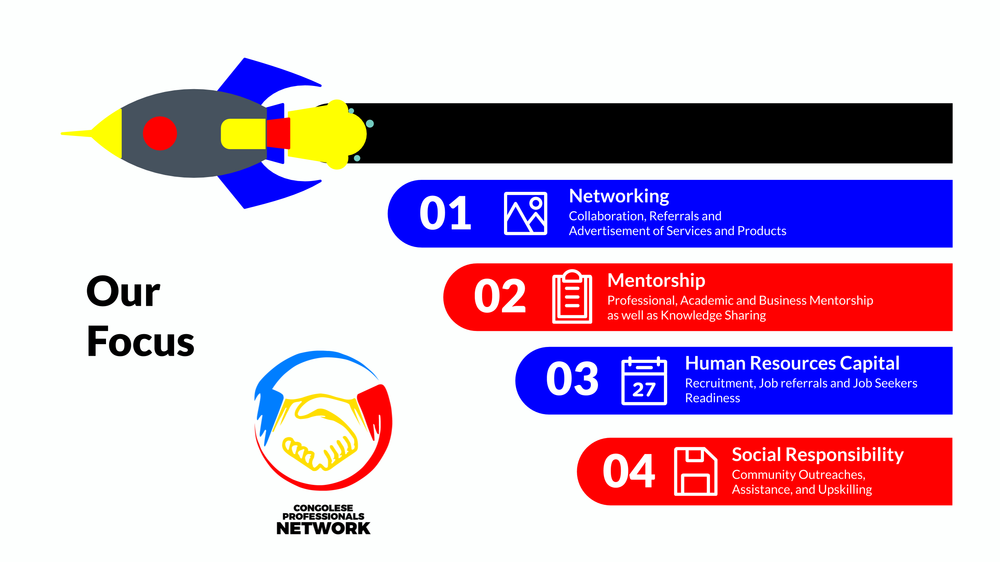 Our
Focus
01
Networking
Collaboration, Referrals and
Advertisement of Services and Products
02
Mentorship
Professional, Academic and Business Mentorship
as well as Knowledge Sharing
03
27
Human Resources Capital
Recruitment, Job referrals and Job Seekers
Readiness
04
Social Responsibility
Community Outreaches,
Assistance, and Upskilling
CONGOLESE
PROFESSIONALS
NETWORK